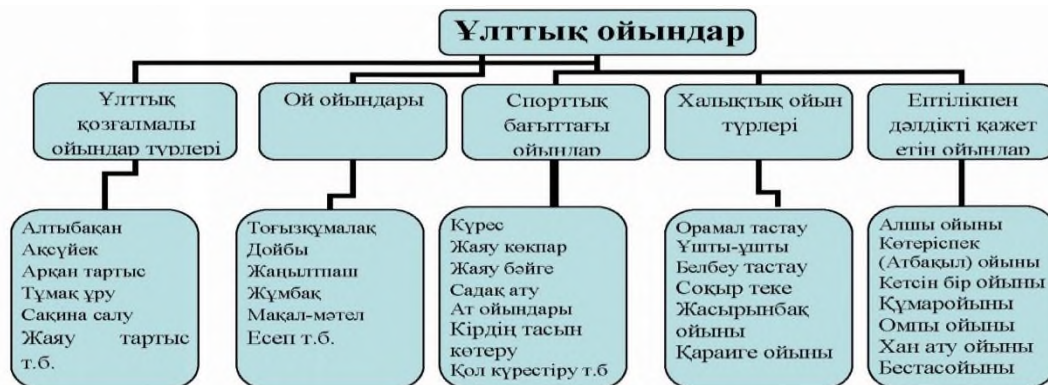 Ұлттық ойындар
Ұлттық
қозғалмалы
ойындар түрлері
Ой ойындары
Спорттық
бағыттағы
ойындар
Халықтық ойын
түрлері
Ептілікпен
дәлдікті қажет
етін ойындар
Алтыбақан
Ақсүйек
Арқан тартыс
Тұмақ ұру
Сақина салу
Жаяу тартыс
т.б.
Тоғызқұмалақ
Дойбы
Жаңылтпаш
Жұмбақ
Мақал-мәтел
Есеп т.б.
Күрес
Жаяу көкпар
Жаяу бәйге
Садақ ату
Ат ойындары
Кірдің тасын
көтеру
Қол күрестіру т.б
Орамал тастау
Ұшты-ұшты
Белбеу тастау
Соқыр теке
Жасырынбақ
ойыны
Қараиге ойыны
Алшы ойыны
Көтеріспек
(Атбақыл) ойыны
Кетсін бір ойыны
Құмаройыны
Омпы ойыны
Хан ату ойыны
Бестасойыны